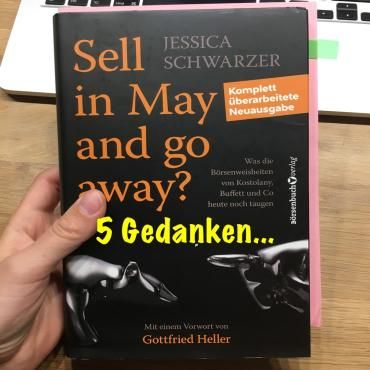 Sell
JESSICA
SCHWARZER
in May
Komplett
überarbeitete
Neuausgabe
and go
away?
Was die
Börsenweisheiten
von Kostolany,
Buffett und Co
heute noch taugen
Börsenbuchverlag
5 Gedanken...
Mit einem Vorwort von
Gottfried Heller